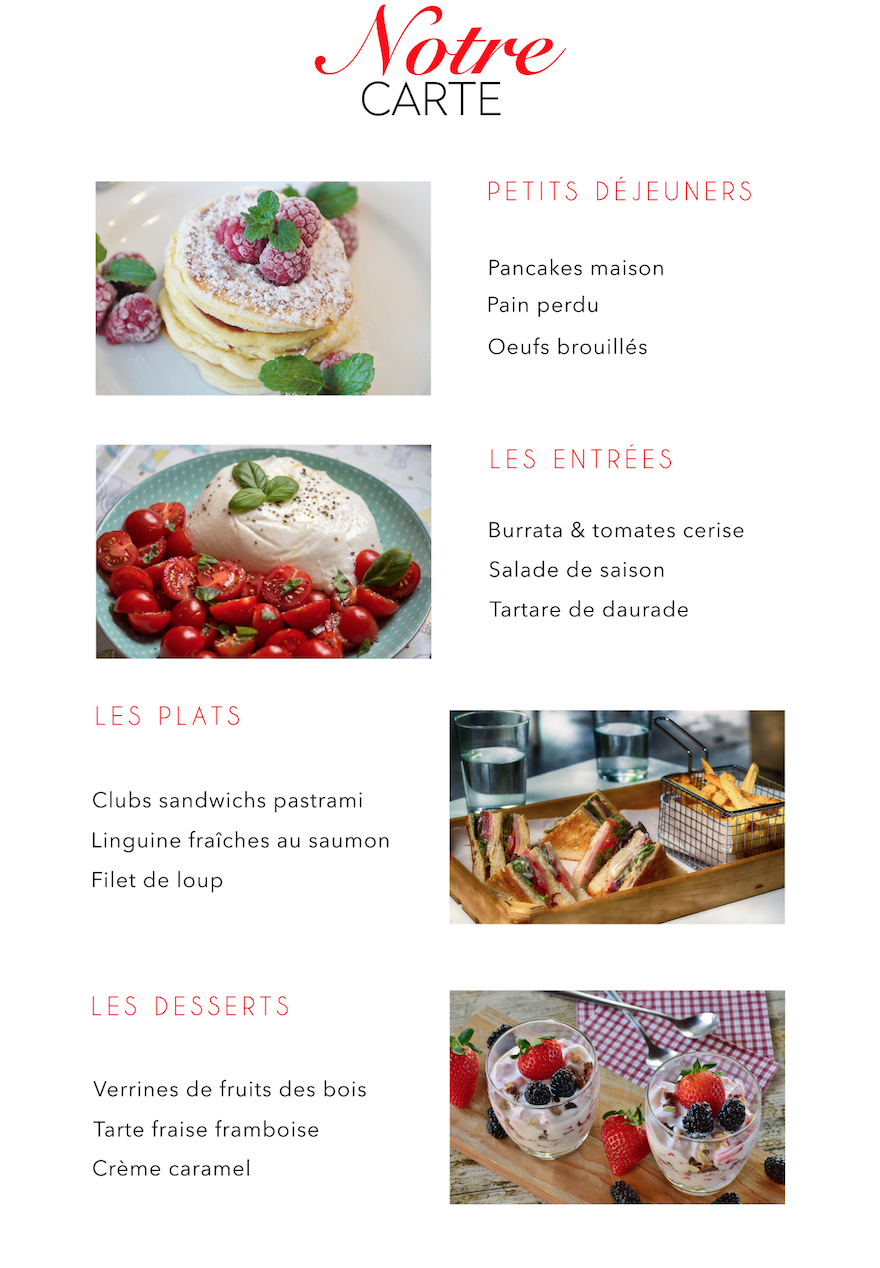 Notre
CARTE
PETITS DÉJEUNERS
Pancakes maison
Pain perdu
Oeufs brouillés
LES ENTRÉES
Burrata & tomates cerise
Salade de saison
Tartare de daurade
LES PLATS
Clubs sandwichs pastrami
Linguine fraîches au saumon
Filet de loup
LES DESSERTS
Verrines de fruits des bois
Tarte fraise framboise
Crème caramel